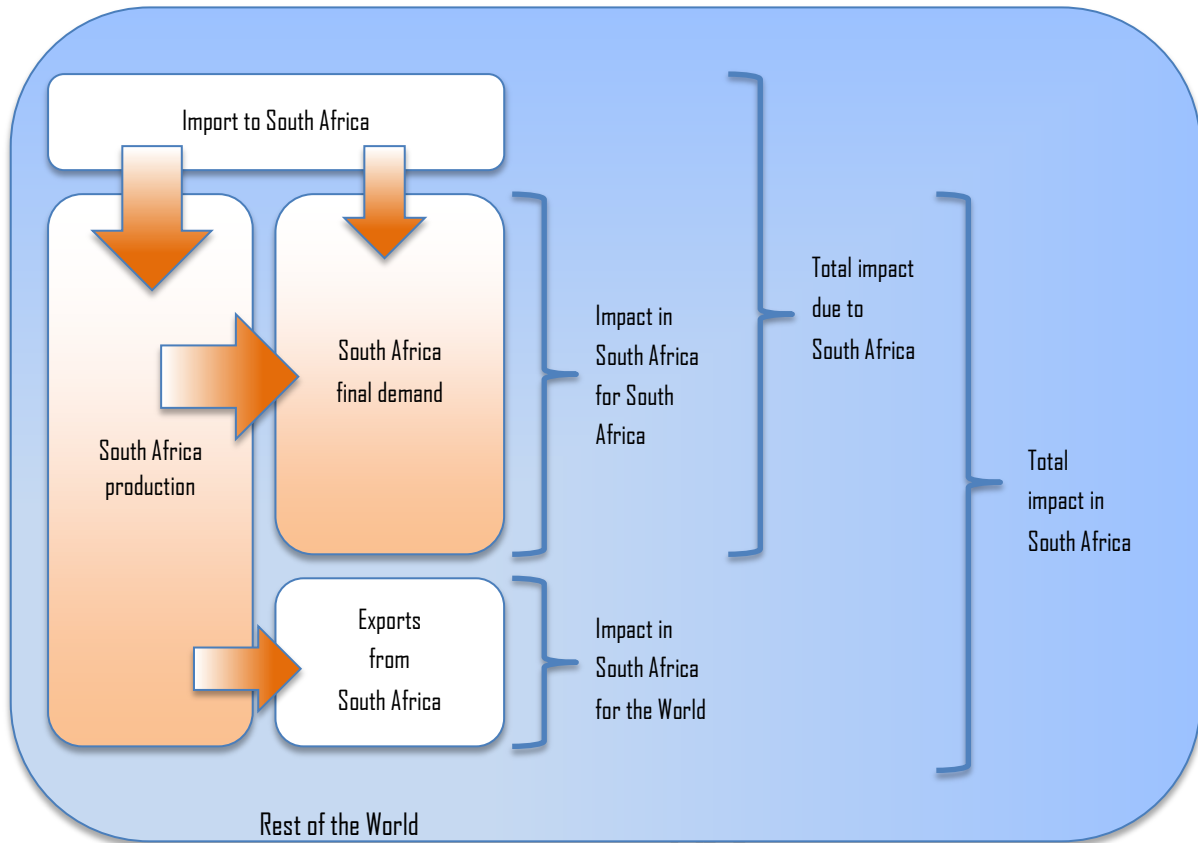 Import to South Africa
South Africa
production
South Africa
final demand
Exports
from
South Africa
Impact in
South Africa
for South
Africa
Impact in
South Africa
for the World
Total impact
due to
South Africa
Total
impact in
South Africa
Rest of the World